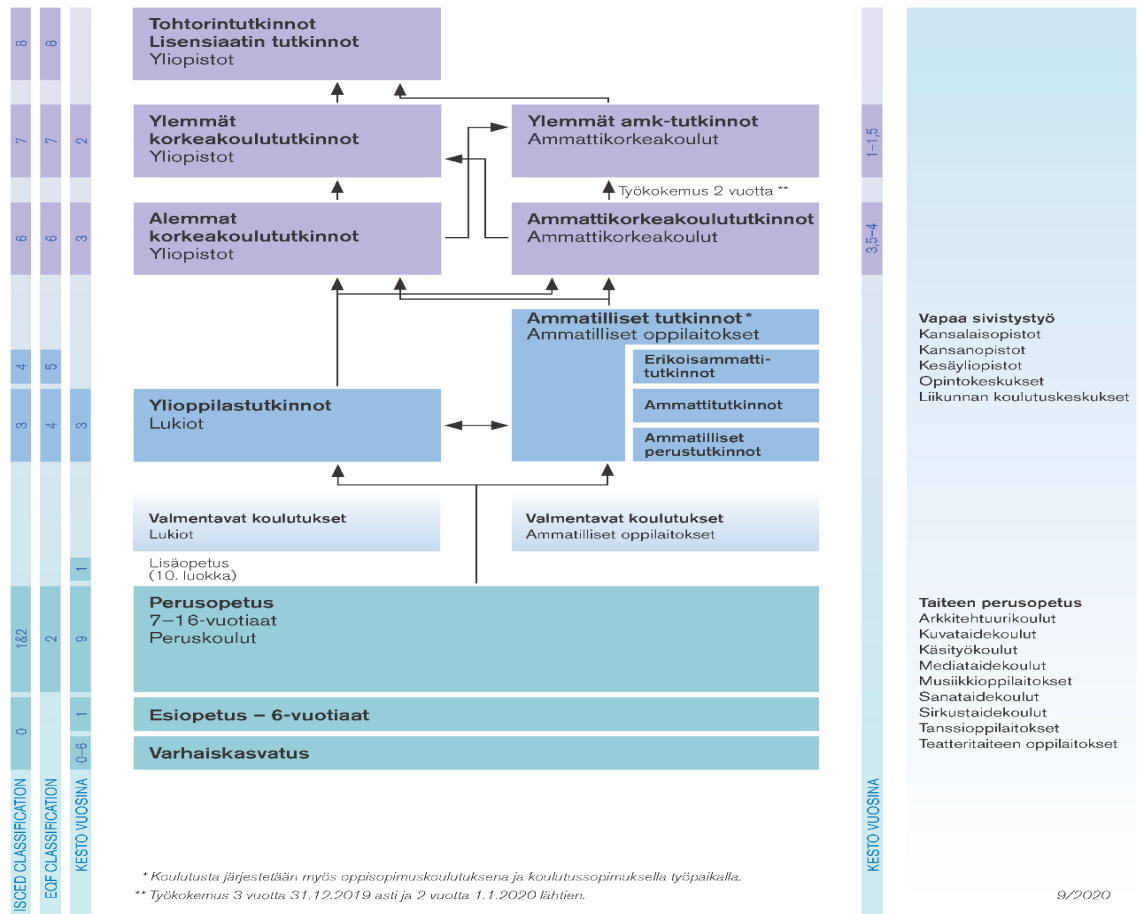 Tohtorintutkinnot
Lisensiaatin tutkinnot
Yliopistot
8
8
Ylemmät
korkeakoulututkinnot
Yliopistot
Ylemmät amk-tutkinnot
Ammattikorkeakoulut
7
7
2
1–1,5
Työkokemus 2 vuotta **
Alemmat
korkeakoulututkinnot
Yliopistot
Ammattikorkeakoulututkinnot
Ammattikorkeakoulut
6
6
3
3,5–4
Ammatilliset tutkinnot*
Ammatilliset oppilaitokset
Erikoisammatti-
tutkinnot
Ammattitutkinnot
Ammatilliset
perustutkinnot
4
5
Ylioppilastutkinnot
Lukiot
3
4
3
Valmentavat koulutukset
Lukiot
Valmentavat koulutukset
Ammatilliset oppilaitokset
Lisäopetus
(10. luokka)
1
Perusopetus
7–16-vuotiaat
Peruskoulut
1&2
2
9
Esiopetus – 6-vuotiaat
0
1
Varhaiskasvatus
0–6
ISCED CLASSIFICATION
EQF CLASSIFICATION
KESTO VUOSINA
KESTO VUOSINA
Vapaa sivistystyö
Kansalaisopistot
Kansanopistot
Kesäyliopistot
Opintokeskukset
Liikunnan koulutuskeskukset
Taiteen perusopetus
Arkkitehtuurikoulut
Kuvataidekoulut
Käsityökoulut
Mediataidekoulut
Musiikkioppilaitokset
Sanataidekoulut
Sirkustaidekoulut
Tanssioppilaitokset
Teatteritaiteen oppilaitokset
* Koulutusta järjestetään myös oppisopimuskoulutuksena ja koulutussopimuksella työpaikalla.
** Työkokemus 3 vuotta 31.12.2019 asti ja 2 vuotta 1.1.2020 lähtien.
9/2020